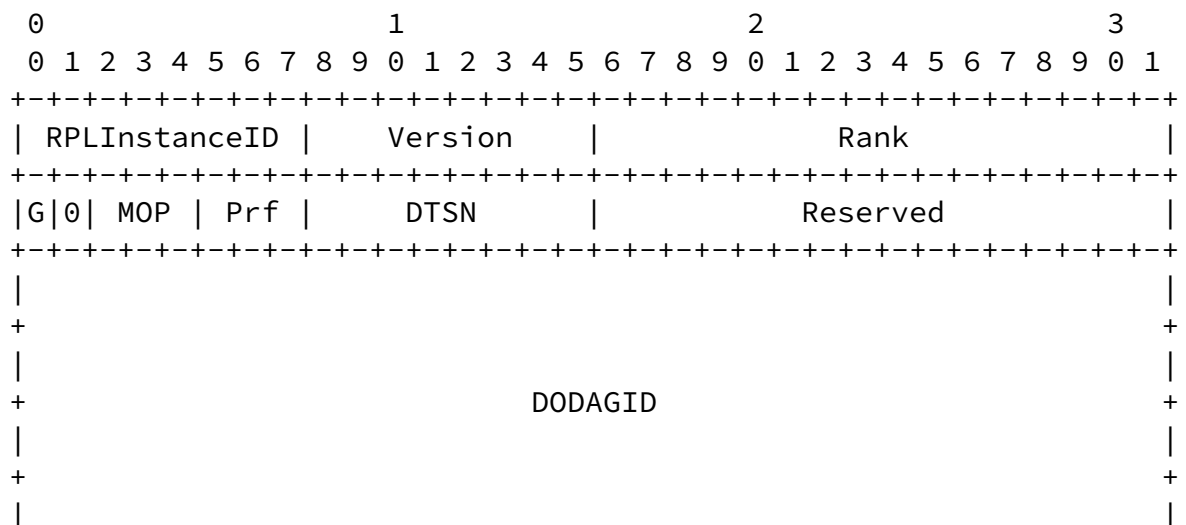 0                   1                   2                   3
 0 1 2 3 4 5 6 7 8 9 0 1 2 3 4 5 6 7 8 9 0 1 2 3 4 5 6 7 8 9 0 1
+-+-+-+-+-+-+-+-+-+-+-+-+-+-+-+-+-+-+-+-+-+-+-+-+-+-+-+-+-+-+-+-+
| RPLInstanceID |    Version    |             Rank              |
+-+-+-+-+-+-+-+-+-+-+-+-+-+-+-+-+-+-+-+-+-+-+-+-+-+-+-+-+-+-+-+-+
|G|0| MOP | Prf |     DTSN      |           Reserved            |
+-+-+-+-+-+-+-+-+-+-+-+-+-+-+-+-+-+-+-+-+-+-+-+-+-+-+-+-+-+-+-+-+
|                                                               |
+                                                               +
|                                                               |
+                            DODAGID                            +
|                                                               |
+                                                               +
|                                                               |